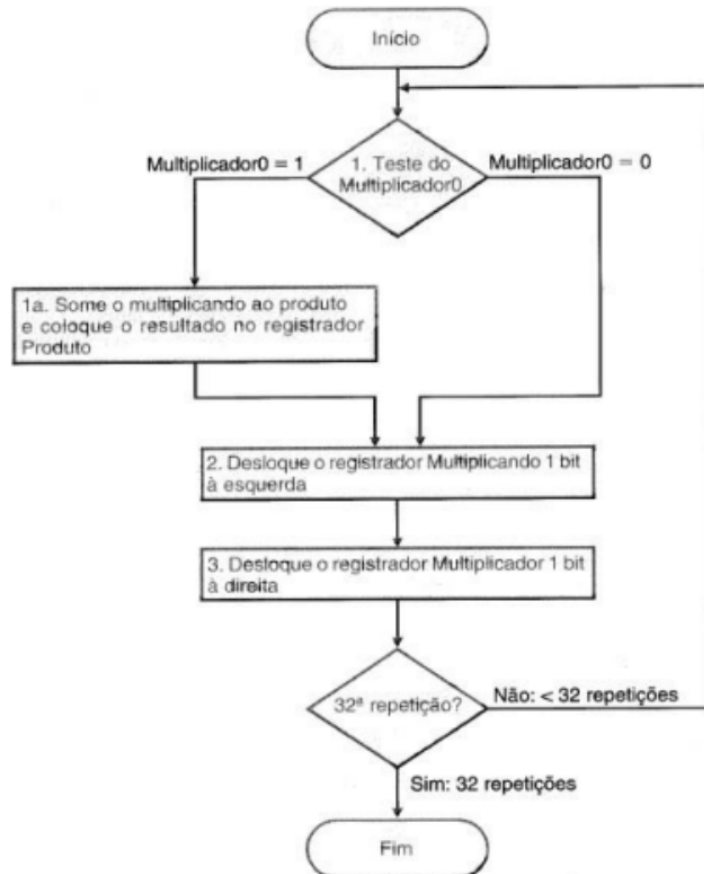 Início
Multiplicador0 = 1
1. Teste do
Multiplicador0
Multiplicador0 = 0
1a. Some o multiplicando ao produto
e coloque o resultado no registrador
Produto
2. Desloque o registrador Multiplicando 1 bit
à esquerda
3. Desloque o registrador Multiplicador 1 bit
à direita
32ª repetição?
Não: < 32 repetições
Sim: 32 repetições
Fim